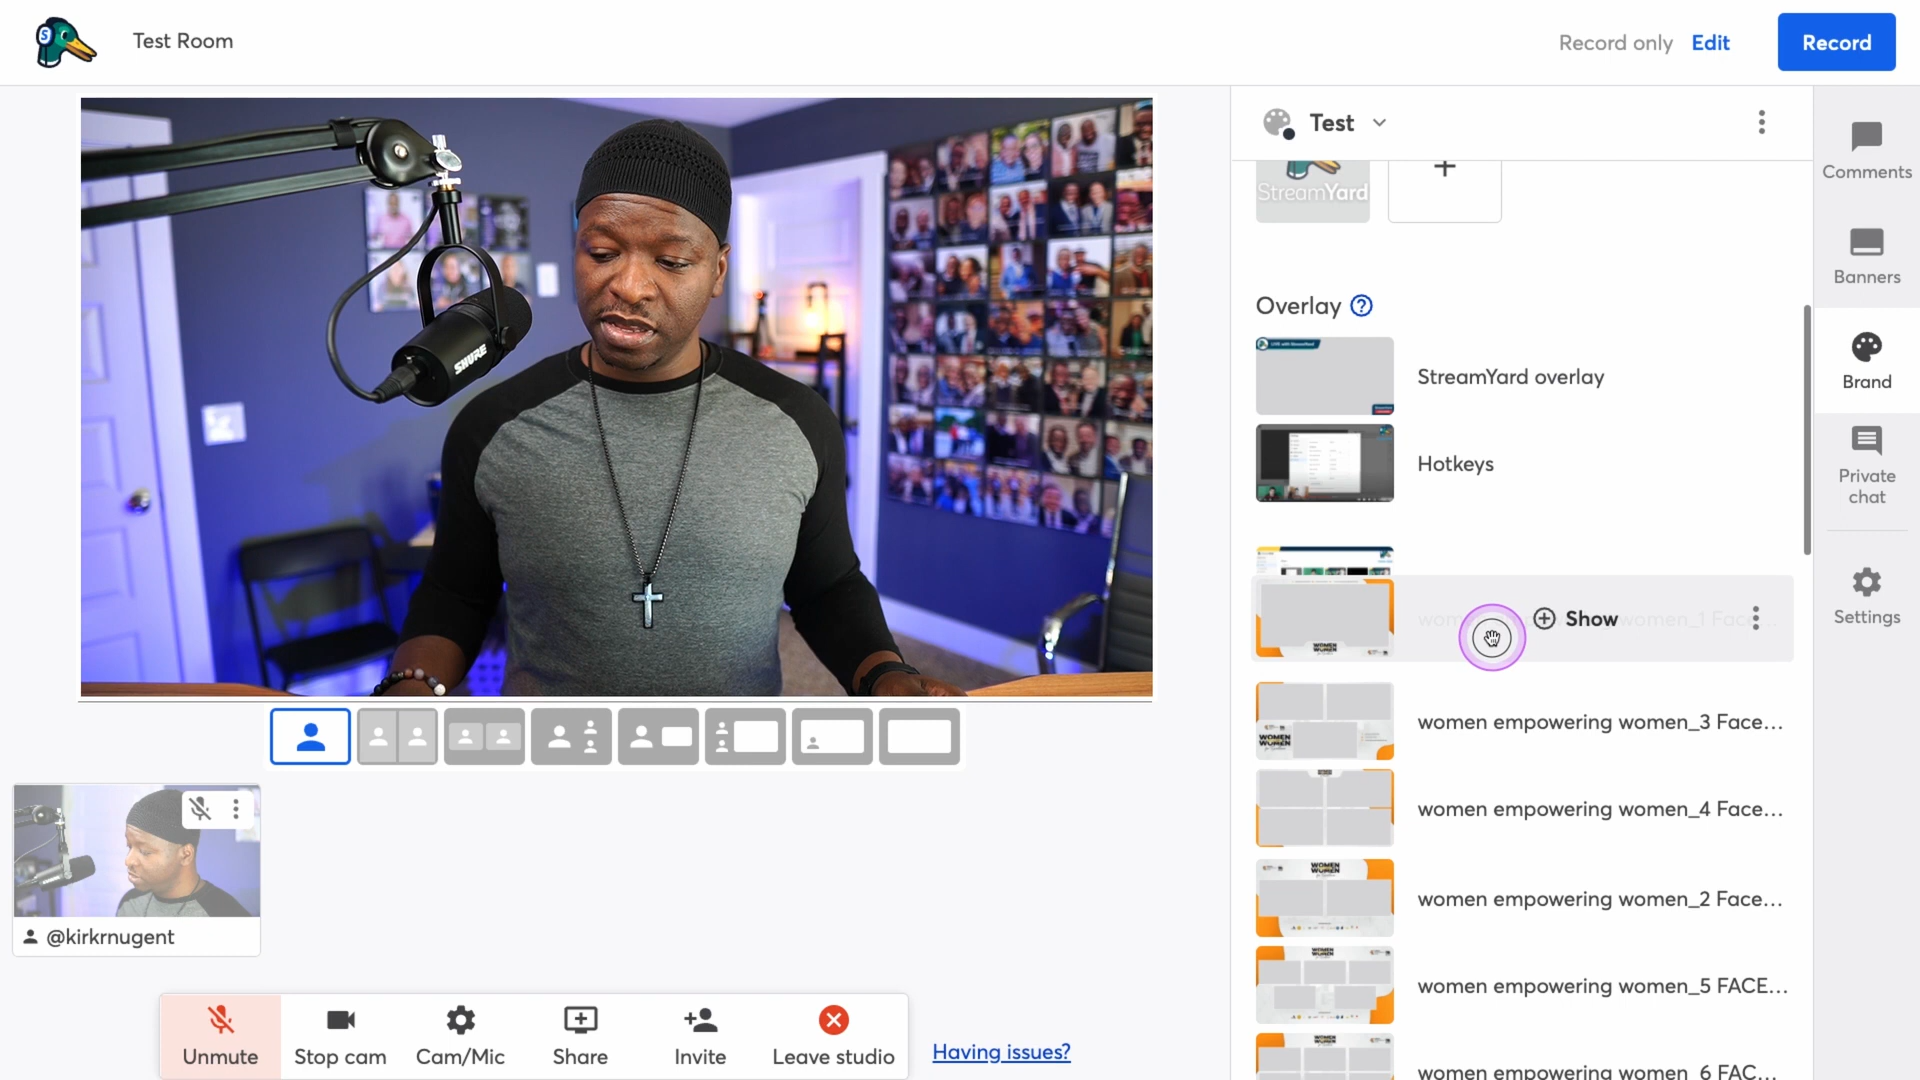 Test Room
Record only Edit
Record
Test
StreamYard
Overlay
StreamYard overlay
Hotkeys
Show
women_1 Face...
women empowering women_3 Face...
women empowering women_4 Face...
women empowering women_2 Face...
women empowering women_5 FACE...
women empowering women_6 FAC...
Comments
Banners
Brand
Private
chat
Settings
SHURE
@kirkrnugent
Unmute
Stop cam
Cam/Mic
Share
Invite
Leave studio
Having issues?